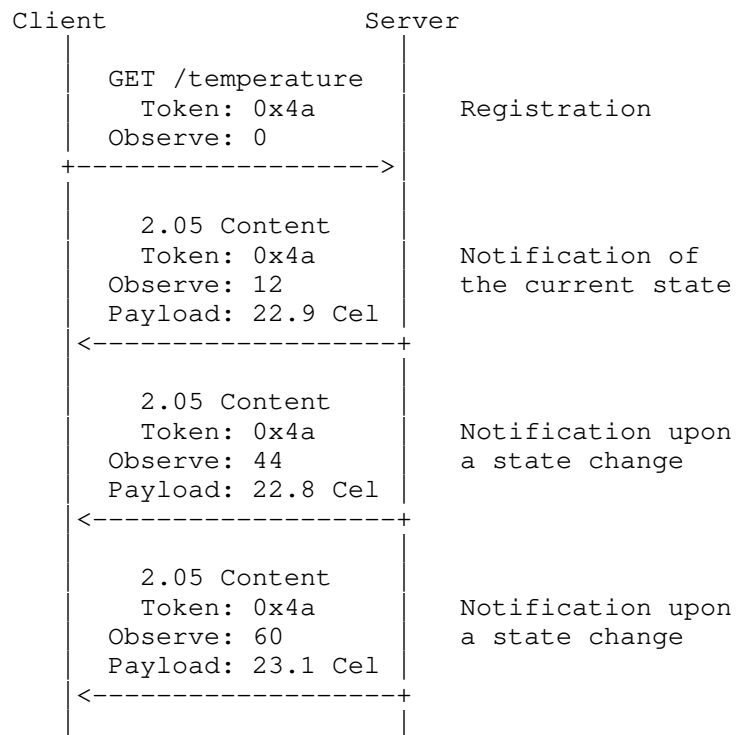 Client Server
GET /temperature
Token: 0x4a Registration
Observe: 0
2.05 Content
Token: 0x4a Notification of
Observe: 12 the current state
Payload: 22.9 Cel
2.05 Content
Token: 0x4a Notification upon
Observe: 44 a state change
Payload: 22.8 Cel
2.05 Content
Token: 0x4a Notification upon
Observe: 60 a state change
Payload: 23.1 Cel